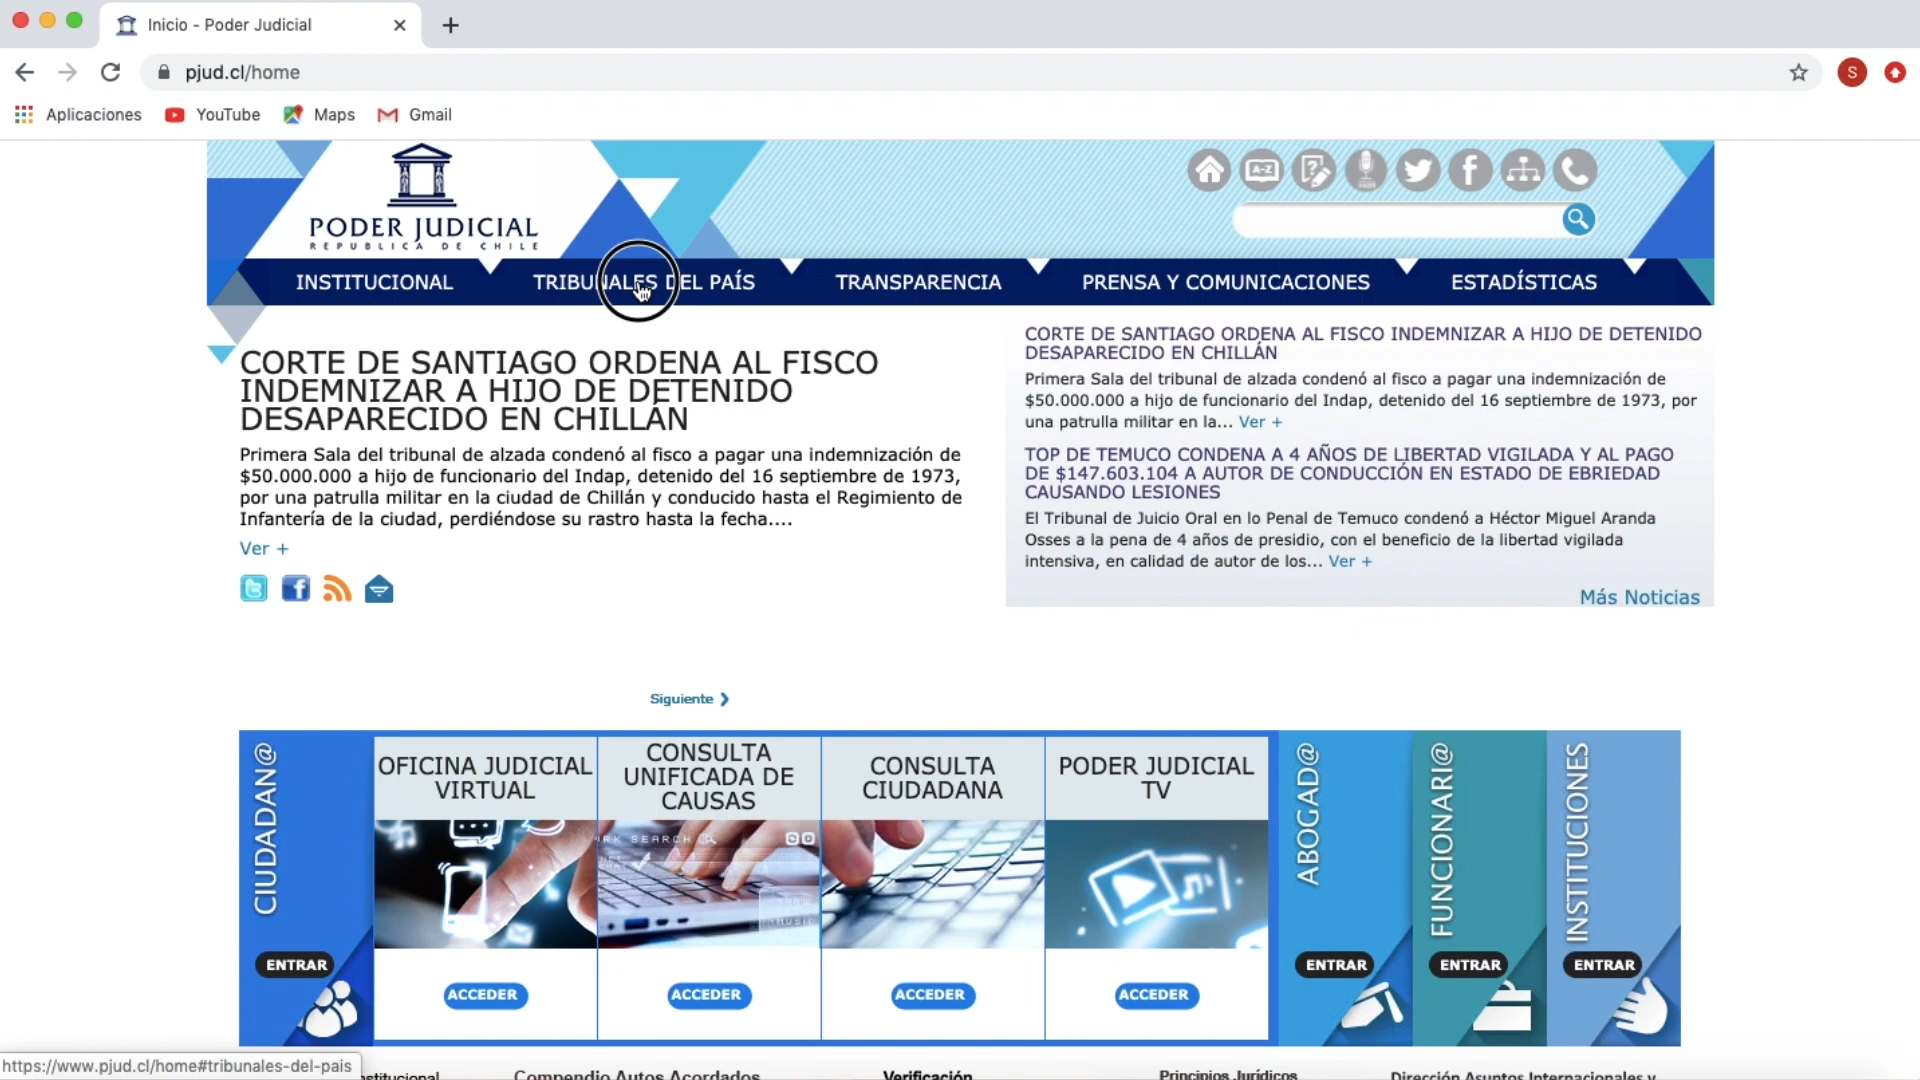 Inicio - Poder Judicial
pjud.cl/home
S
Aplicaciones
YouTube
Maps
Gmail
PODER JUDICIAL
REPUBLICA DE CHILE
A-Z
INSTITUCIONAL
TRIBUNALES DEL PAÍS
TRANSPARENCIA
PRENSA Y COMUNICACIONES
ESTADÍSTICAS
CORTE DE SANTIAGO ORDENA AL FISCO
INDEMNIZAR A HIJO DE DETENIDO
DESAPARECIDO EN CHILLÁN
Primera Sala del tribunal de alzada condenó al fisco a pagar una indemnización de
$50.000.000 a hijo de funcionario del Indap, detenido del 16 septiembre de 1973,
por una patrulla militar en la ciudad de Chillán y conducido hasta el Regimiento de
Infantería de la ciudad, perdiéndose su rastro hasta la fecha....
Ver +
CORTE DE SANTIAGO ORDENA AL FISCO INDEMNIZAR A HIJO DE DETENIDO
DESAPARECIDO EN CHILLÁN
Primera Sala del tribunal de alzada condenó al fisco a pagar una indemnización de
$50.000.000 a hijo de funcionario del Indap, detenido del 16 septiembre de 1973, por
una patrulla militar en la... Ver +
TOP DE TEMUCO CONDENA A 4 AÑOS DE LIBERTAD VIGILADA Y AL PAGO
DE $147.603.104 A AUTOR DE CONDUCCIÓN EN ESTADO DE EBRIEDAD
CAUSANDO LESIONES
El Tribunal de Juicio Oral en lo Penal de Temuco condenó a Héctor Miguel Aranda
Osses a la pena de 4 años de presidio, con el beneficio de la libertad vigilada
intensiva, en calidad de autor de los... Ver +
Más Noticias
Siguiente
CIUDADAN@
ENTRAR
OFICINA JUDICIAL
VIRTUAL
ACCEDER
CONSULTA
UNIFICADA DE
CAUSAS
SEARCH
ACCEDER
CONSULTA
CIUDADANA
ACCEDER
PODER JUDICIAL
TV
ACCEDER
ABOGAD@
ENTRAR
FUNCIONARI@
ENTRAR
INSTITUCIONES
ENTRAR
https://www.pjud.cl/home#tribunales-del-pais
Compendio Autos Acordados
Verificación
Principios Jurídicos
Dirección Asuntos Internacionales y